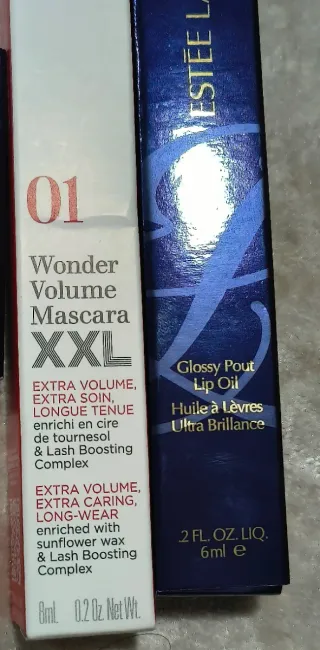 01
Wonder
Volume
Mascara
XXL
EXTRA VOLUME,
EXTRA SOIN,
LONGUE TENUE
enrichi en cire
de tournesol
& Lash Boosting
Complex
EXTRA VOLUME,
EXTRA CARING,
LONG-WEAR
enriched with
sunflower wax
& Lash Boosting
Complex
8mL 0.2 Oz Net Wt.
ESTÉE LA
Glossy Pout
Lip Oil
Huile à Lèvres
Ultra Brillance
.2 FL. OZ. LIQ.
6ml e